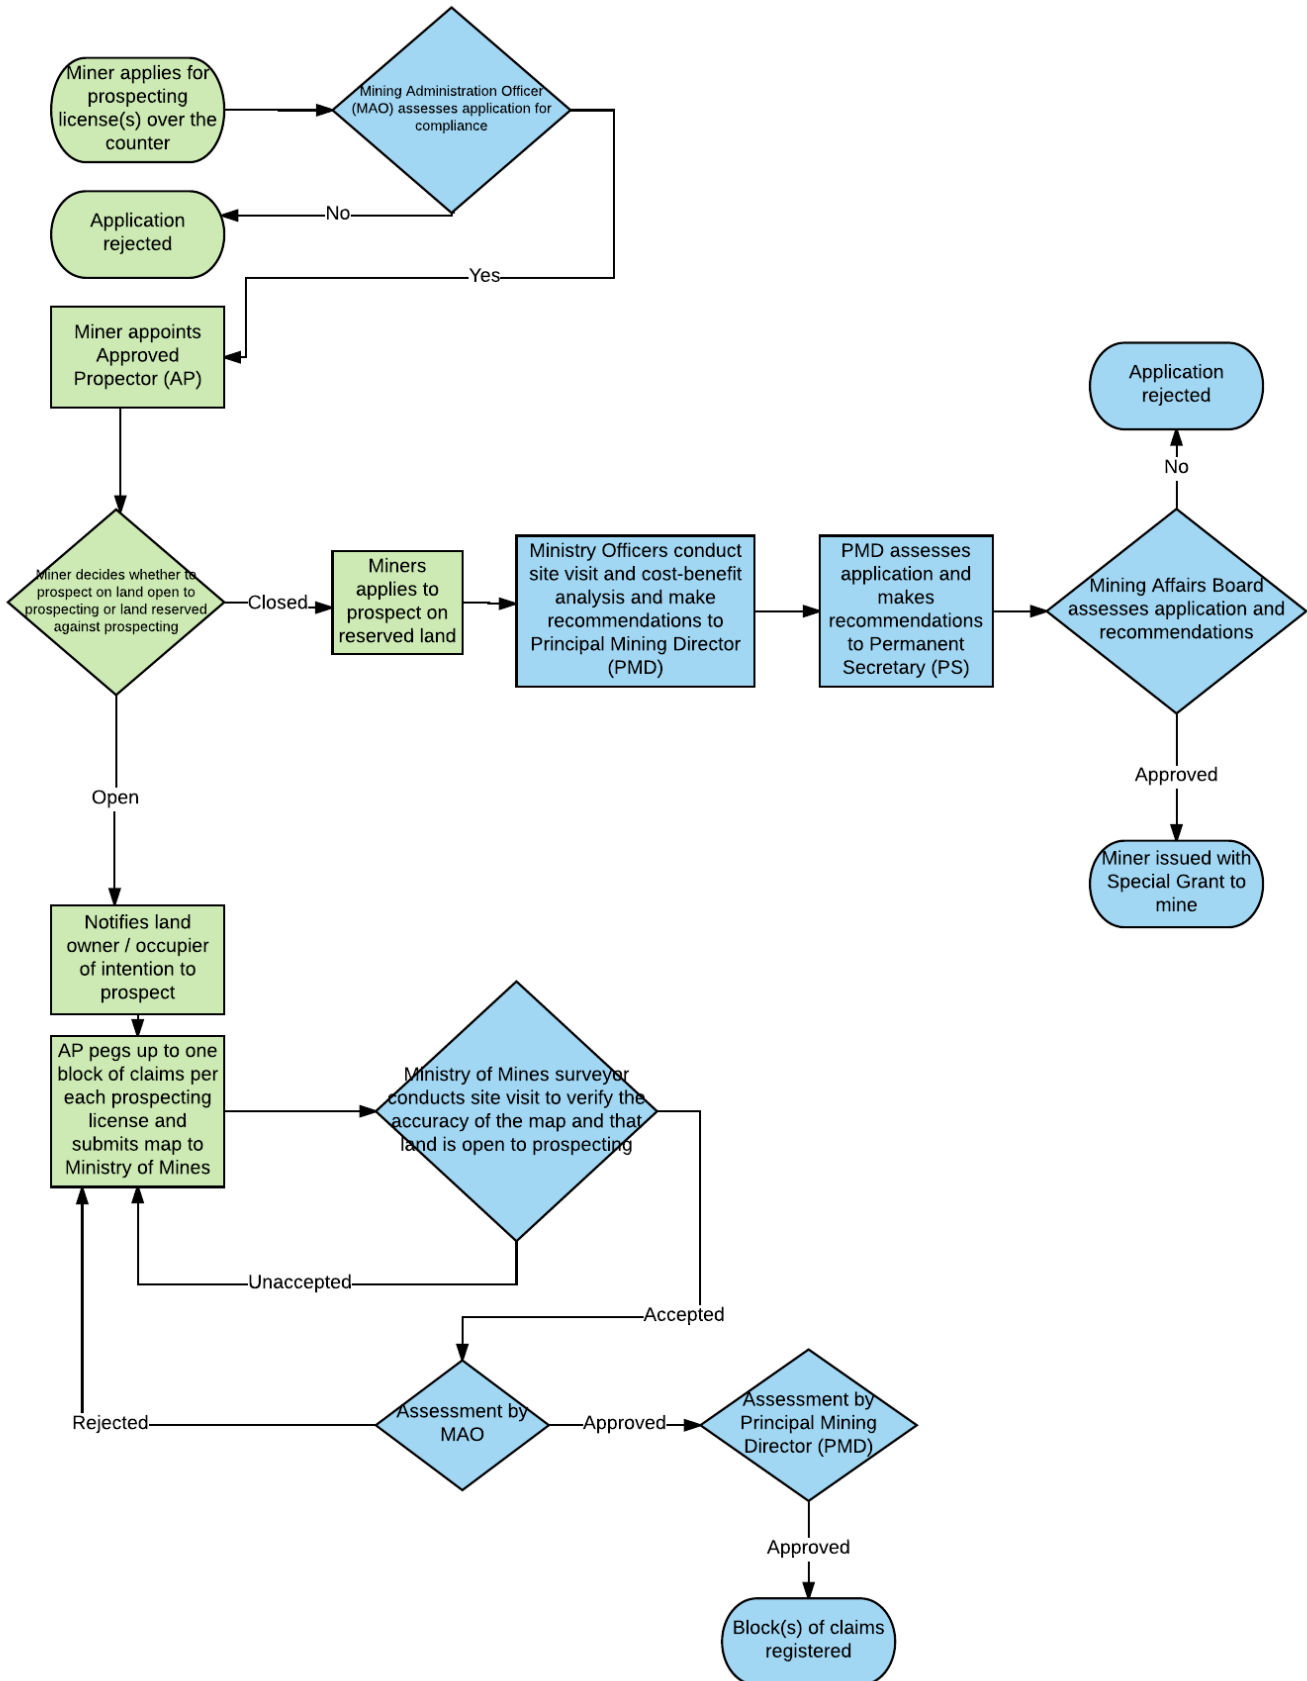 Miner applies for
prospecting
license(s) over the
counter
Mining Administration Officer
(MAO) assesses application for
compliance
No
Application
rejected
Yes
Miner appoints
Approved
Propector (AP)
Application
rejected
No
Miner decides whether to
prospect on land open to
prospecting or land reserved
against prospecting
Closed
Miners
applies to
prospect on
reserved land
Ministry Officers conduct
site visit and cost-benefit
analysis and make
recommendations to
Principal Mining Director
(PMD)
PMD assesses
application and
makes
recommendations
to Permanent
Secretary (PS)
Mining Affairs Board
assesses application and
recommendations
Approved
Miner issued with
Special Grant to
mine
Open
Notifies land
owner / occupier
of intention to
prospect
AP pegs up to one
block of claims per
each prospecting
license and
submits map to
Ministry of Mines
Ministry of Mines surveyor
conducts site visit to verify the
accuracy of the map and that
land is open to prospecting
Unaccepted
Accepted
Rejected
Assessment by
MAO
Approved
Assessment by
Principal Mining
Director (PMD)
Approved
Block(s) of claims
registered